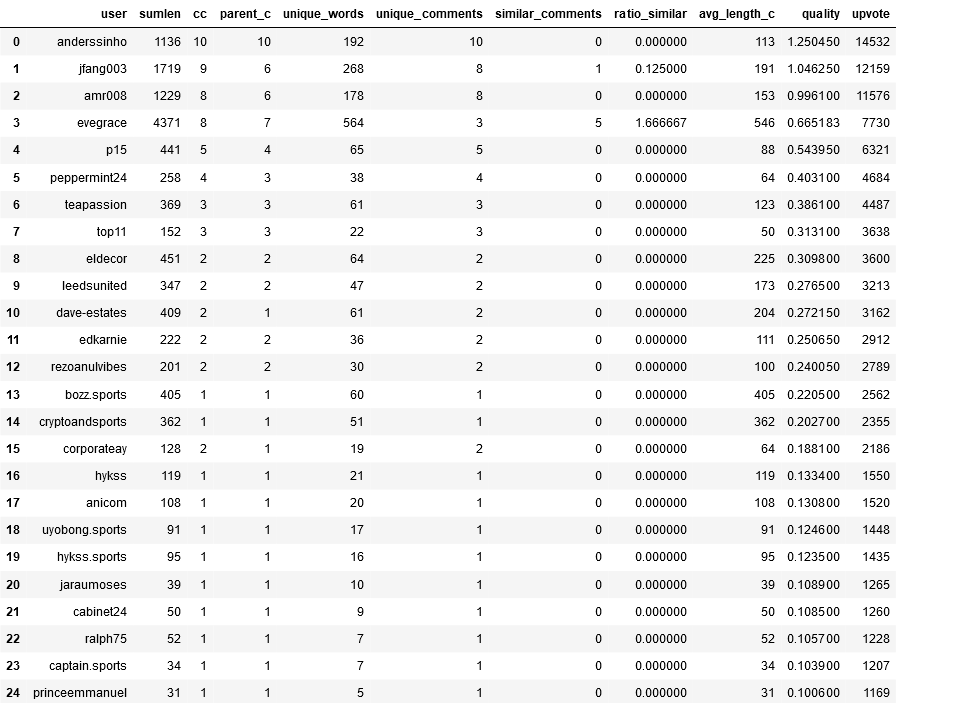 user sumlen cc parent_c unique_words unique_comments similar_comments ratio_similar avg_length_c quality upvote
0 anderssinho 1136 10 10 192 10 0 0.000000 113 1.250450 14532
1 jfang003 1719 9 6 268 8 1 0.125000 191 1.046250 12159
2 amr008 1229 8 6 178 8 0 0.000000 153 0.996100 11576
3 evegrace 4371 8 7 564 3 5 1.666667 546 0.665183 7730
4 p15 441 5 4 65 5 0 0.000000 88 0.543950 6321
5 peppermint24 258 4 3 38 4 0 0.000000 64 0.403100 4684
6 teapassion 369 3 3 61 3 0 0.000000 123 0.386100 4487
7 top11 152 3 3 22 3 0 0.000000 50 0.313100 3638
8 eldecor 451 2 2 64 2 0 0.000000 225 0.309800 3600
9 leedsunited 347 2 2 47 2 0 0.000000 173 0.276500 3213
10 dave-estates 409 2 1 61 2 0 0.000000 204 0.272150 3162
11 edkarnie 222 2 2 36 2 0 0.000000 111 0.250650 2912
12 rezoanulvibes 201 2 2 30 2 0 0.000000 100 0.240050 2789
13 bozz.sports 405 1 1 60 1 0 0.000000 405 0.220500 2562
14 cryptoandsports 362 1 1 51 1 0 0.000000 362 0.202700 2355
15 corporateay 128 2 1 19 2 0 0.000000 64 0.188100 2186
16 hykss 119 1 1 21 1 0 0.000000 119 0.133400 1550
17 anicom 108 1 1 20 1 0 0.000000 108 0.130800 1520
18 uyobong.sports 91 1 1 17 1 0 0.000000 91 0.124600 1448
19 hykss.sports 95 1 1 16 1 0 0.000000 95 0.123500 1435
20 jaraumoses 39 1 1 10 1 0 0.000000 39 0.108900 1265
21 cabinet24 50 1 1 9 1 0 0.000000 50 0.108500 1260
22 ralph75 52 1 1 7 1 0 0.000000 52 0.105700 1228
23 captain.sports 34 1 1 7 1 0 0.000000 34 0.103900 1207
24 princeemmanuel 31 1 1 5 1 0 0.000000 31 0.100600 1169